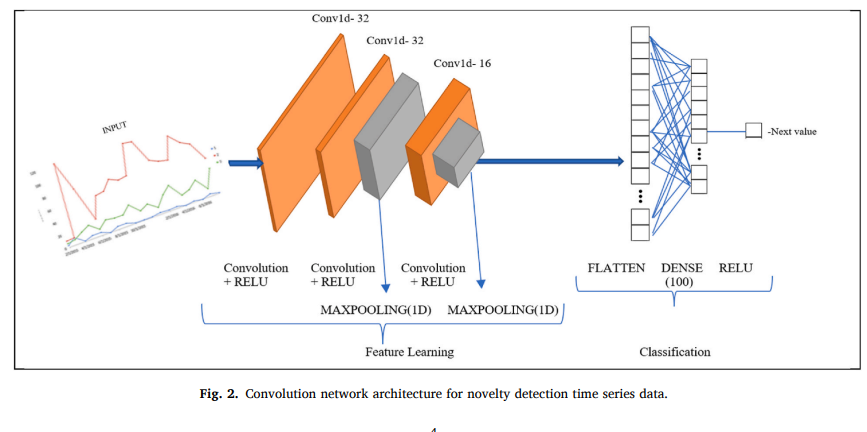 Conv1d- 32
Conv1d- 32
Conv1d- 16
INPUT
-Next value
Convolution
+ RELU
Convolution
+ RELU
Convolution
+ RELU
MAXPOOLING(1D)
MAXPOOLING(1D)
Feature Learning
FLATTEN
DENSE
(100)
RELU
Classification
Fig. 2. Convolution network architecture for novelty detection time series data.